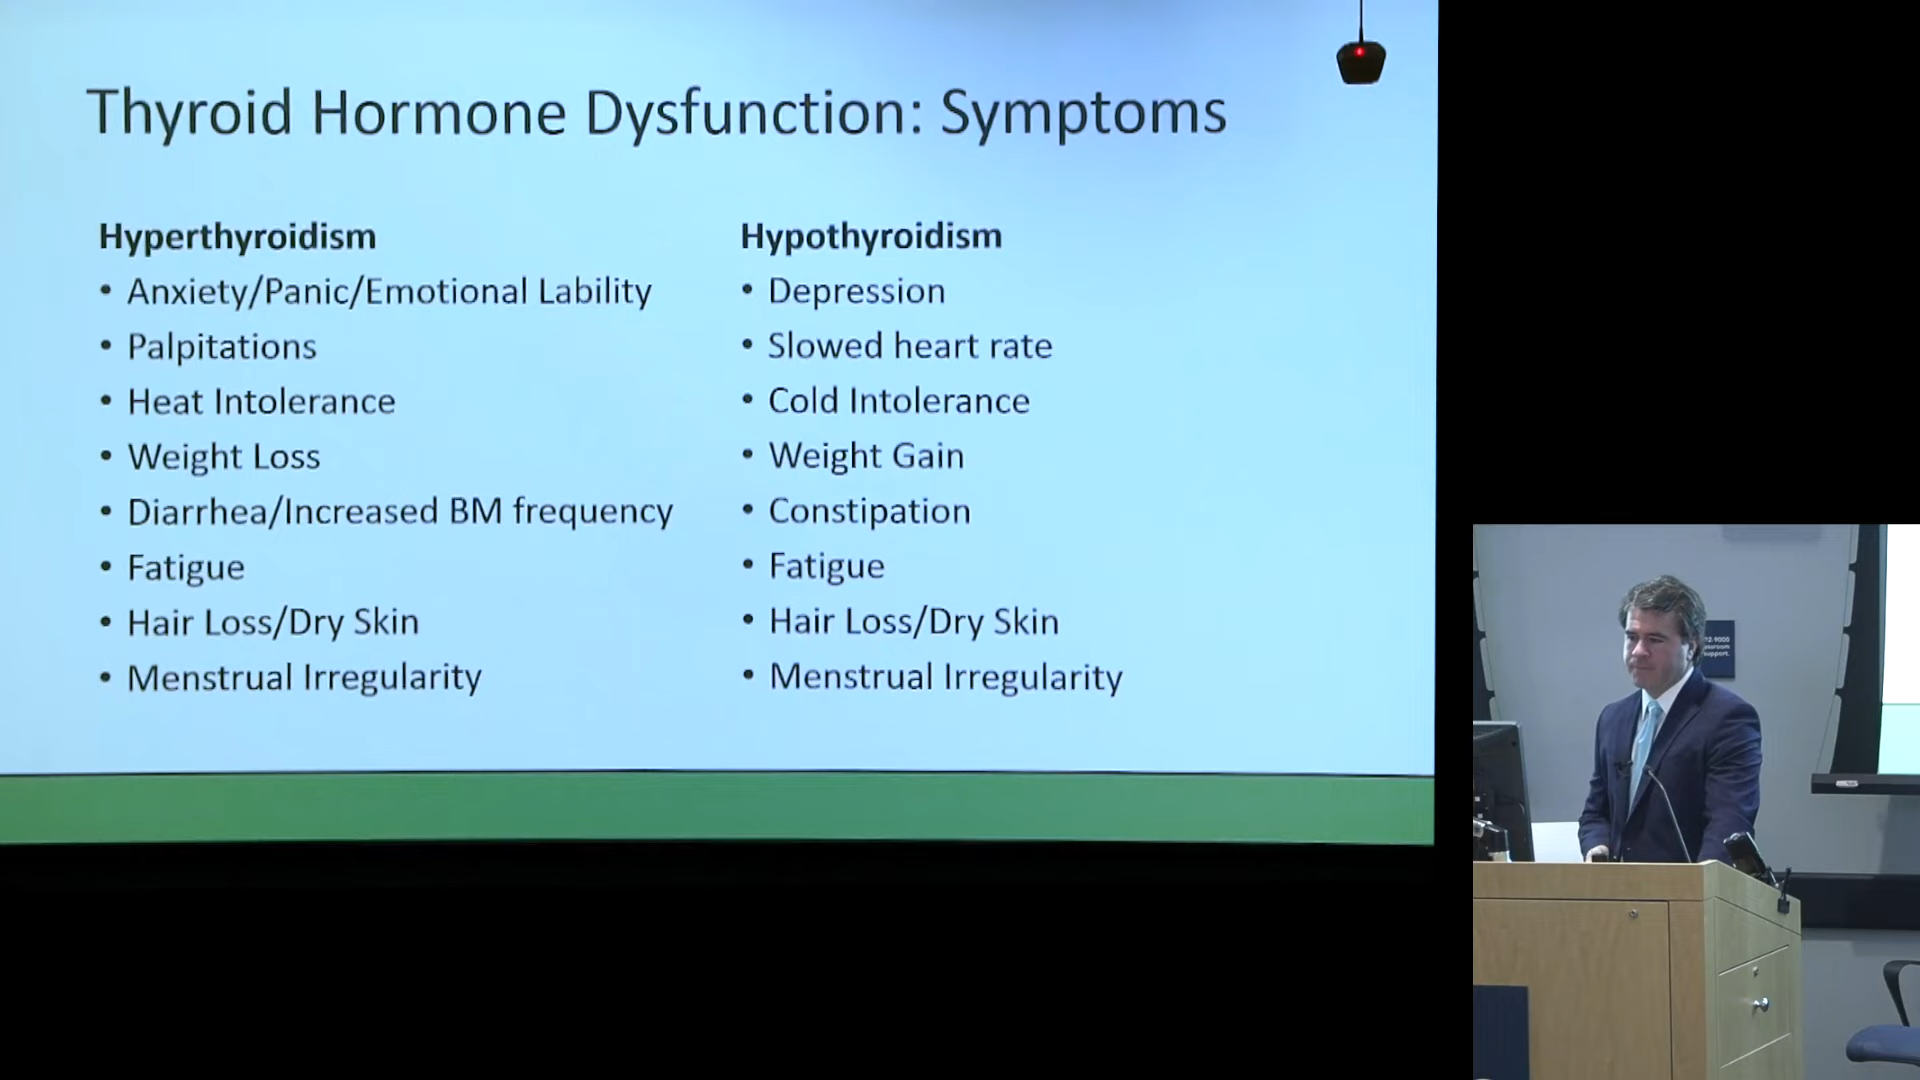 Thyroid Hormone Dysfunction: Symptoms
Hyperthyroidism
• Anxiety/Panic/Emotional Lability
• Palpitations
• Heat Intolerance
• Weight Loss
• Diarrhea/Increased BM frequency
• Fatigue
• Hair Loss/Dry Skin
• Menstrual Irregularity
Hypothyroidism
• Depression
• Slowed heart rate
• Cold Intolerance
• Weight Gain
• Constipation
• Fatigue
• Hair Loss/Dry Skin
• Menstrual Irregularity
support.